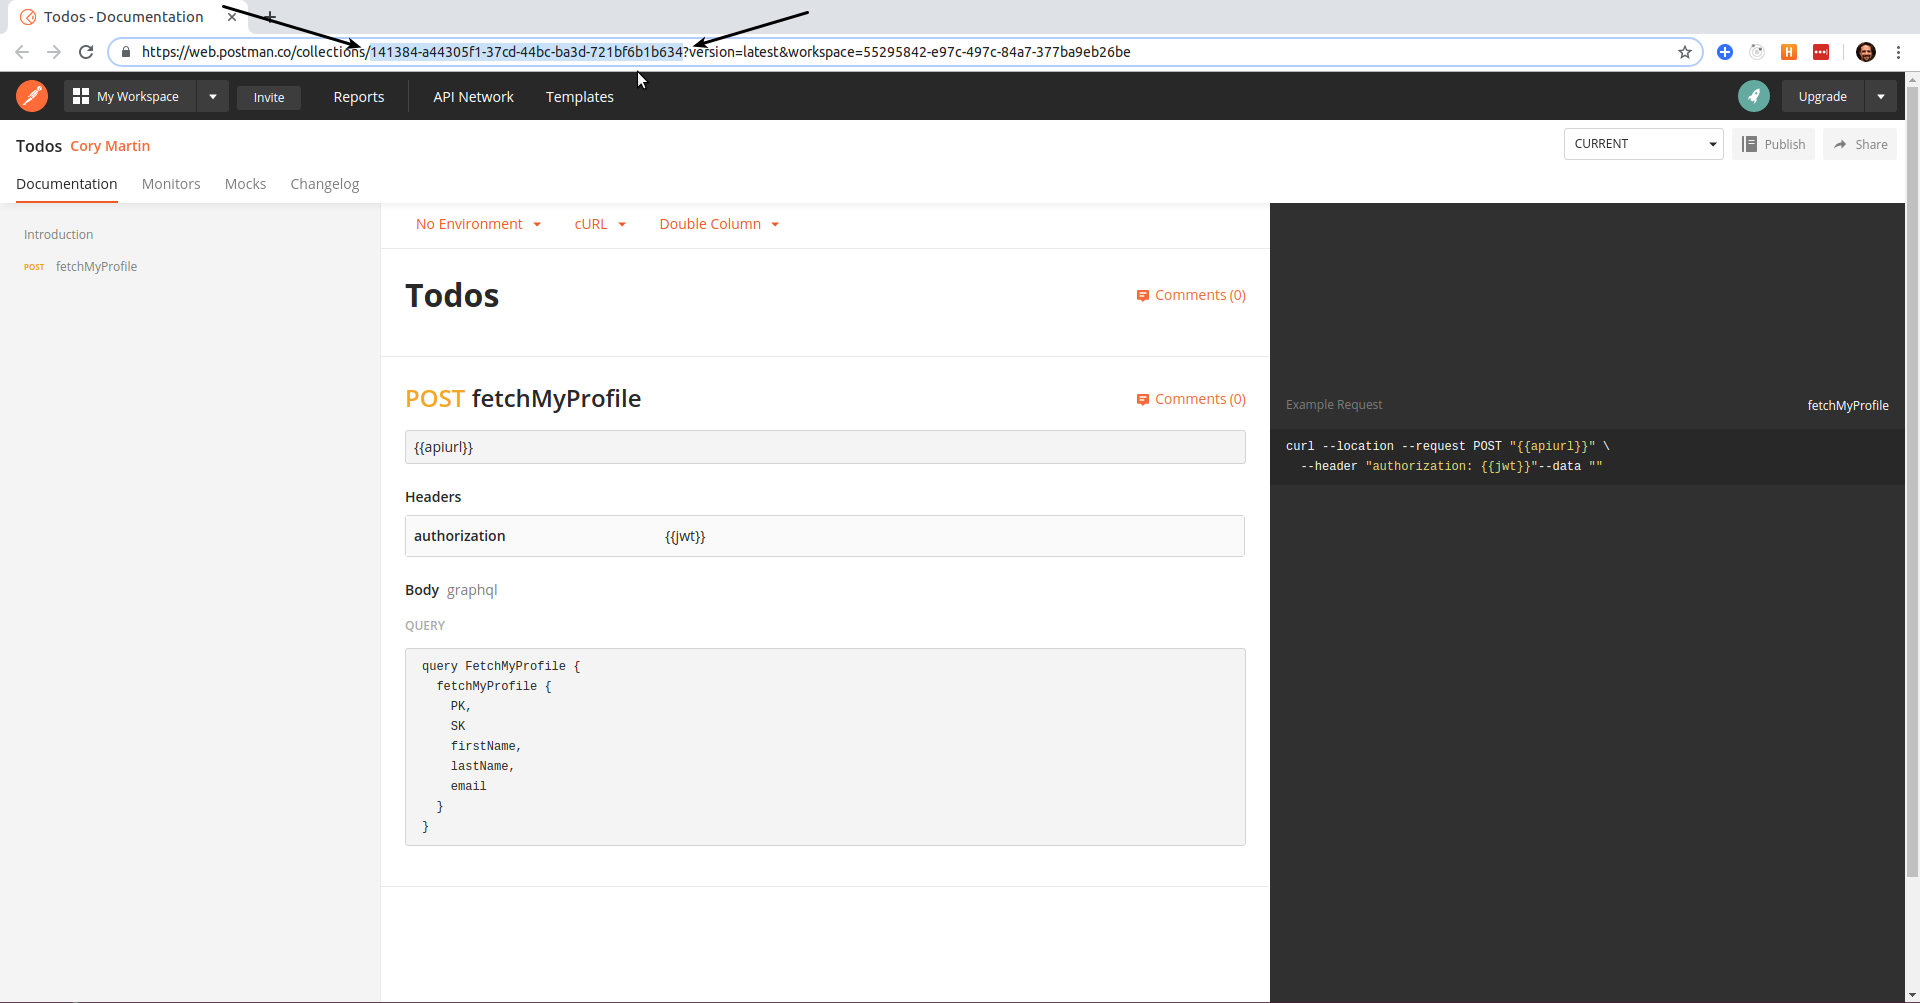 Todos - Documentation
https://web.postman.co/collections/141384-a44305f1-37cd-44bc-ba3d-721bf6b1b634?version=latest&workspace=55295842-e97c-497c-84a7-377ba9eb26be
My Workspace
Invite
Reports
API Network
Templates
Upgrade
Todos Cory Martin
CURRENT
Publish
Share
Documentation
Monitors
Mocks
Changelog
Introduction
POST fetchMyProfile
No Environment
cURL
Double Column
Todos
Comments (0)
POST fetchMyProfile
Comments (0)
{{apiurl}}
Headers
authorization {{jwt}}
Body graphql
QUERY
query FetchMyProfile {
  fetchMyProfile {
    PK,
    SK
    firstName,
    lastName,
    email
  }
}
Example Request
fetchMyProfile
curl --location --request POST "{{apiurl}}" \
  --header "authorization: {{jwt}}"--data ""